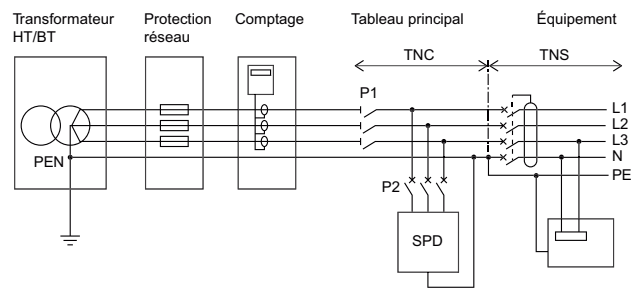 Transformateur
HT/BT
Protection
réseau
Comptage
Tableau principal
Équipement
TNC
TNS
P1
L1
L2
L3
N
PE
PEN
P2
SPD